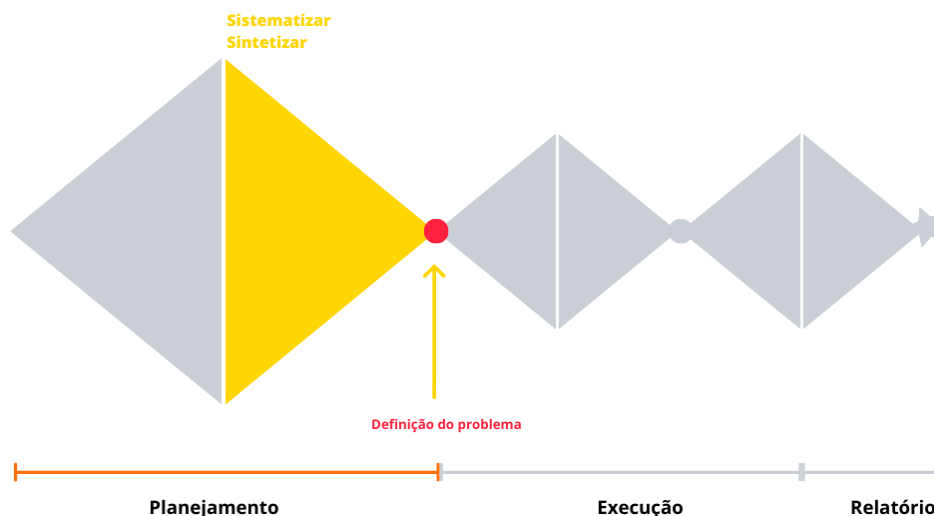 Sistematizar
Sintetizar
Definição do problema
Planejamento
Execução
Relatório